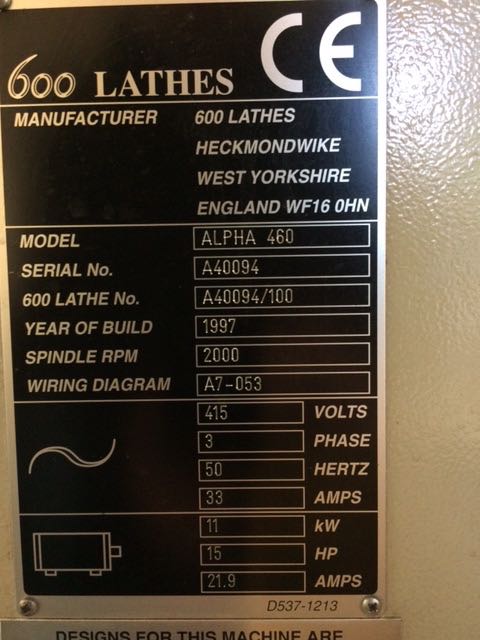 600 LATHES CE
MANUFACTURER 600 LATHES
HECKMONDWIKE
WEST YORKSHIRE
ENGLAND WF16 0HN
MODEL ALPHA 460
SERIAL No. A40094
600 LATHE No. A40094/100
YEAR OF BUILD 1997
SPINDLE RPM 2000
WIRING DIAGRAM A7-053
415 VOLTS
3 PHASE
50 HERTZ
33 AMPS
11 kW
15 HP
21.9 AMPS
D537-1213
DESIGNS FOR THIS MACHINE ARE